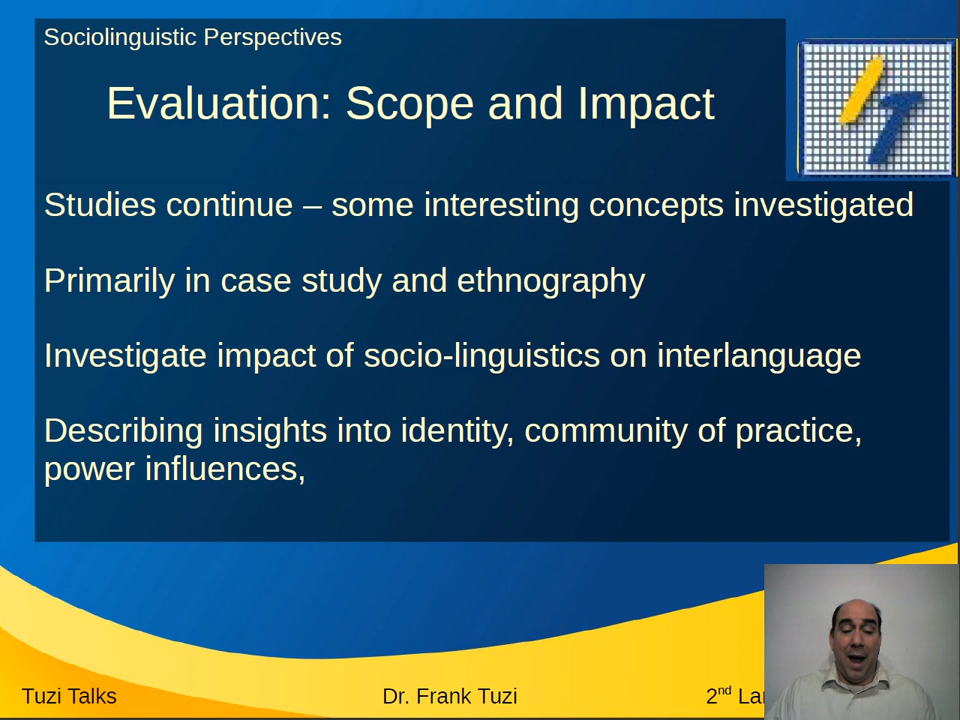 Sociolinguistic Perspectives
Evaluation: Scope and Impact
Studies continue – some interesting concepts investigated
Primarily in case study and ethnography
Investigate impact of socio-linguistics on interlanguage
Describing insights into identity, community of practice,
power influences,
Tuzi Talks
Dr. Frank Tuzi
2nd